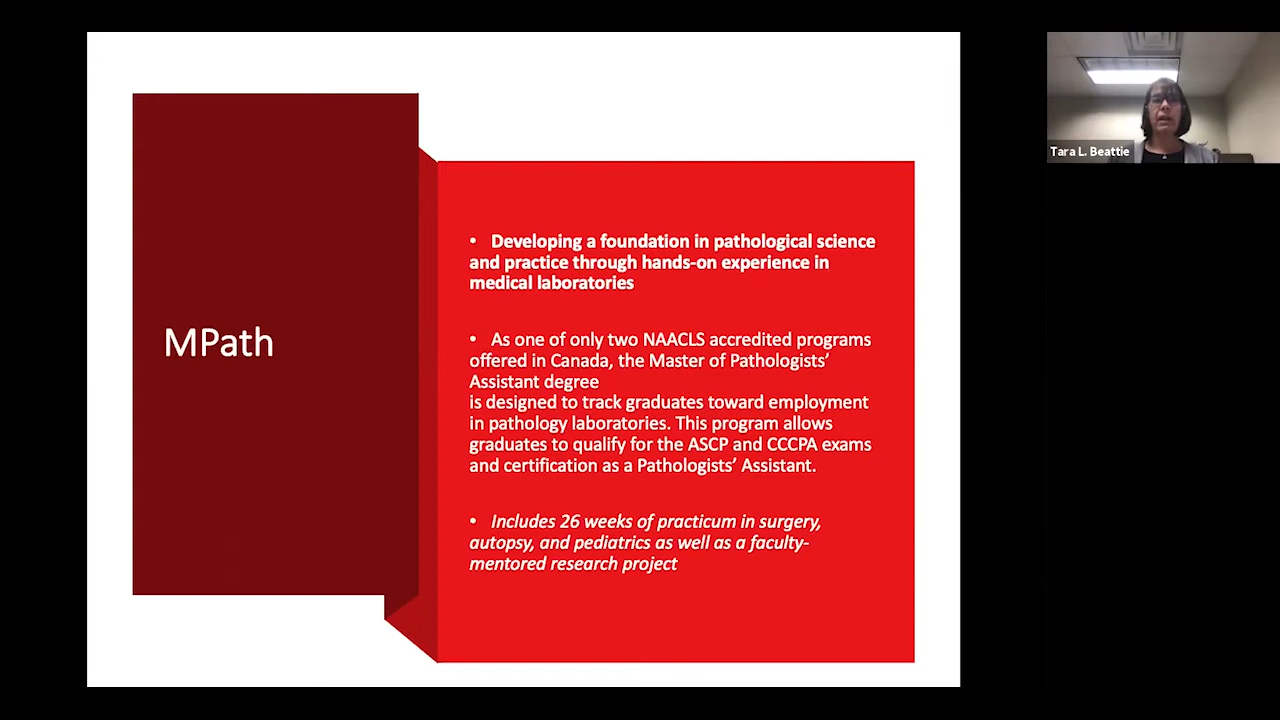 MPath
• Developing a foundation in pathological science
and practice through hands-on experience in
medical laboratories
• As one of only two NAACLS accredited programs
offered in Canada, the Master of Pathologists’
Assistant degree
is designed to track graduates toward employment
in pathology laboratories. This program allows
graduates to qualify for the ASCP and CCCPA exams
and certification as a Pathologists’ Assistant.
• Includes 26 weeks of practicum in surgery,
autopsy, and pediatrics as well as a faculty-
mentored research project
Tara L. Beattie